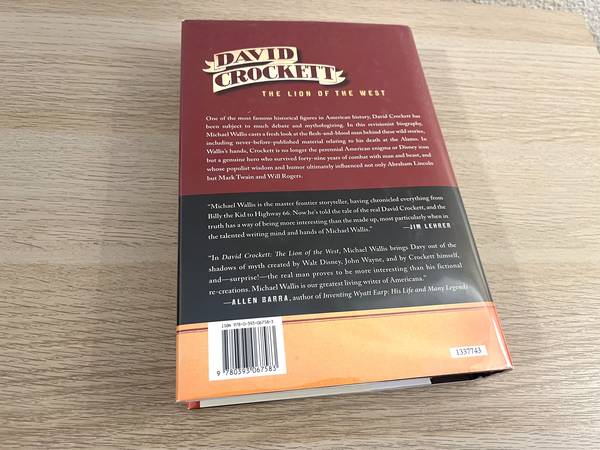 DAVID
CROCKETT
THE LION OF THE WEST
One of the most famous historical figures in American history, David Crockett has
been subject to much debate and mythologizing. In this revisionist biography,
Michael Wallis casts a fresh look at the flesh-and-blood man behind these wild stories,
including never-before-published material relating to his death at the Alamo. In
Wallis's hands, Crockett is no longer the perennial American enigma or Disney icon
but a genuine hero who survived forty-nine years of combat with man and beast, and
whose populist wisdom and humor ultimately influenced not only Abraham Lincoln
but Mark Twain and Will Rogers.
"Michael Wallis is the master frontier storyteller, having chronicled everything from
Billy the Kid to Highway 66. Now he's told the tale of the real David Crockett, and the
truth has a way of being more interesting than the made up, most particularly when in
the talented writing mind and hands of Michael Wallis." —JIM LEHRER
"In David Crockett: The Lion of the West, Michael Wallis brings Davy out of the
shadows of myth created by Walt Disney, John Wayne, and by Crockett himself,
and—surprise!—the real man proves to be more interesting than his fictional
re-creations. Michael Wallis is our greatest living writer of Americana."
—ALLEN BARRA, author of Inventing Wyatt Earp: His Life and Many Legends
ISBN 978-0-393-06758-3
9 780393 067583
1337743